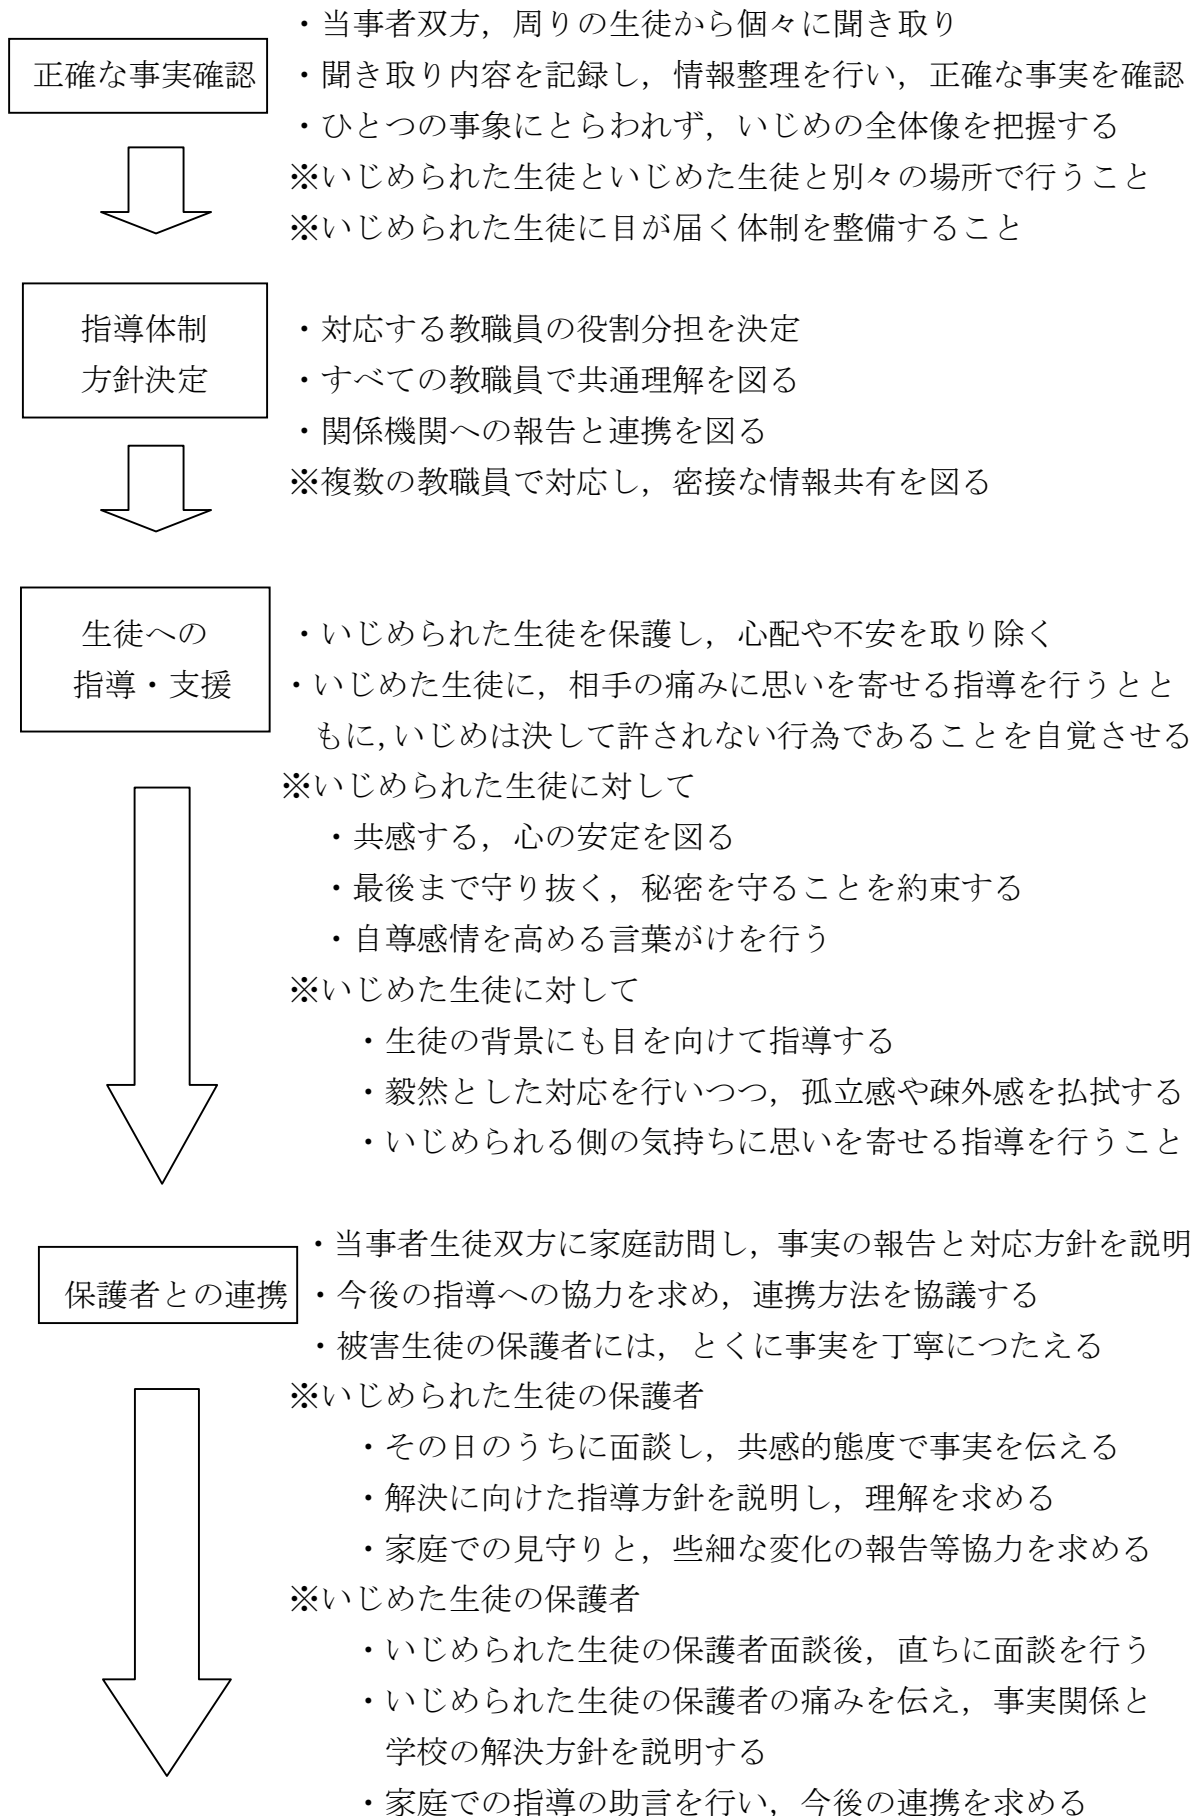 ・当事者双方，周りの生徒から個々に聞き取り
正確な事実確認
・聞き取り内容を記録し，情報整理を行い，正確な事実を確認
・ひとつの事象にとらわれず，いじめの全体像を把握する
※いじめられた生徒といじめた生徒と別々の場所で行うこと
※いじめられた生徒に目が届く体制を整備すること
指導体制
方針決定
・対応する教職員の役割分担を決定
・すべての教職員で共通理解を図る
・関係機関への報告と連携を図る
※複数の教職員で対応し，密接な情報共有を図る
生徒への
指導・支援
・いじめられた生徒を保護し，心配や不安を取り除く
・いじめた生徒に，相手の痛みに思いを寄せる指導を行うとと
もに,いじめは決して許されない行為であることを自覚させる
※いじめられた生徒に対して
・共感する，心の安定を図る
・最後まで守り抜く，秘密を守ることを約束する
・自尊感情を高める言葉がけを行う
※いじめた生徒に対して
・生徒の背景にも目を向けて指導する
・毅然とした対応を行いつつ，孤立感や疎外感を払拭する
・いじめられる側の気持ちに思いを寄せる指導を行うこと
・当事者生徒双方に家庭訪問し，事実の報告と対応方針を説明
保護者との連携
・今後の指導への協力を求め，連携方法を協議する
・被害生徒の保護者には，とくに事実を丁寧につたえる
※いじめられた生徒の保護者
・その日のうちに面談し，共感的態度で事実を伝える
・解決に向けた指導方針を説明し，理解を求める
・家庭での見守りと，些細な変化の報告等協力を求める
※いじめた生徒の保護者
・いじめられた生徒の保護者面談後，直ちに面談を行う
・いじめられた生徒の保護者の痛みを伝え，事実関係と
学校の解決方針を説明する
・家庭での指導の助言を行い，今後の連携を求める